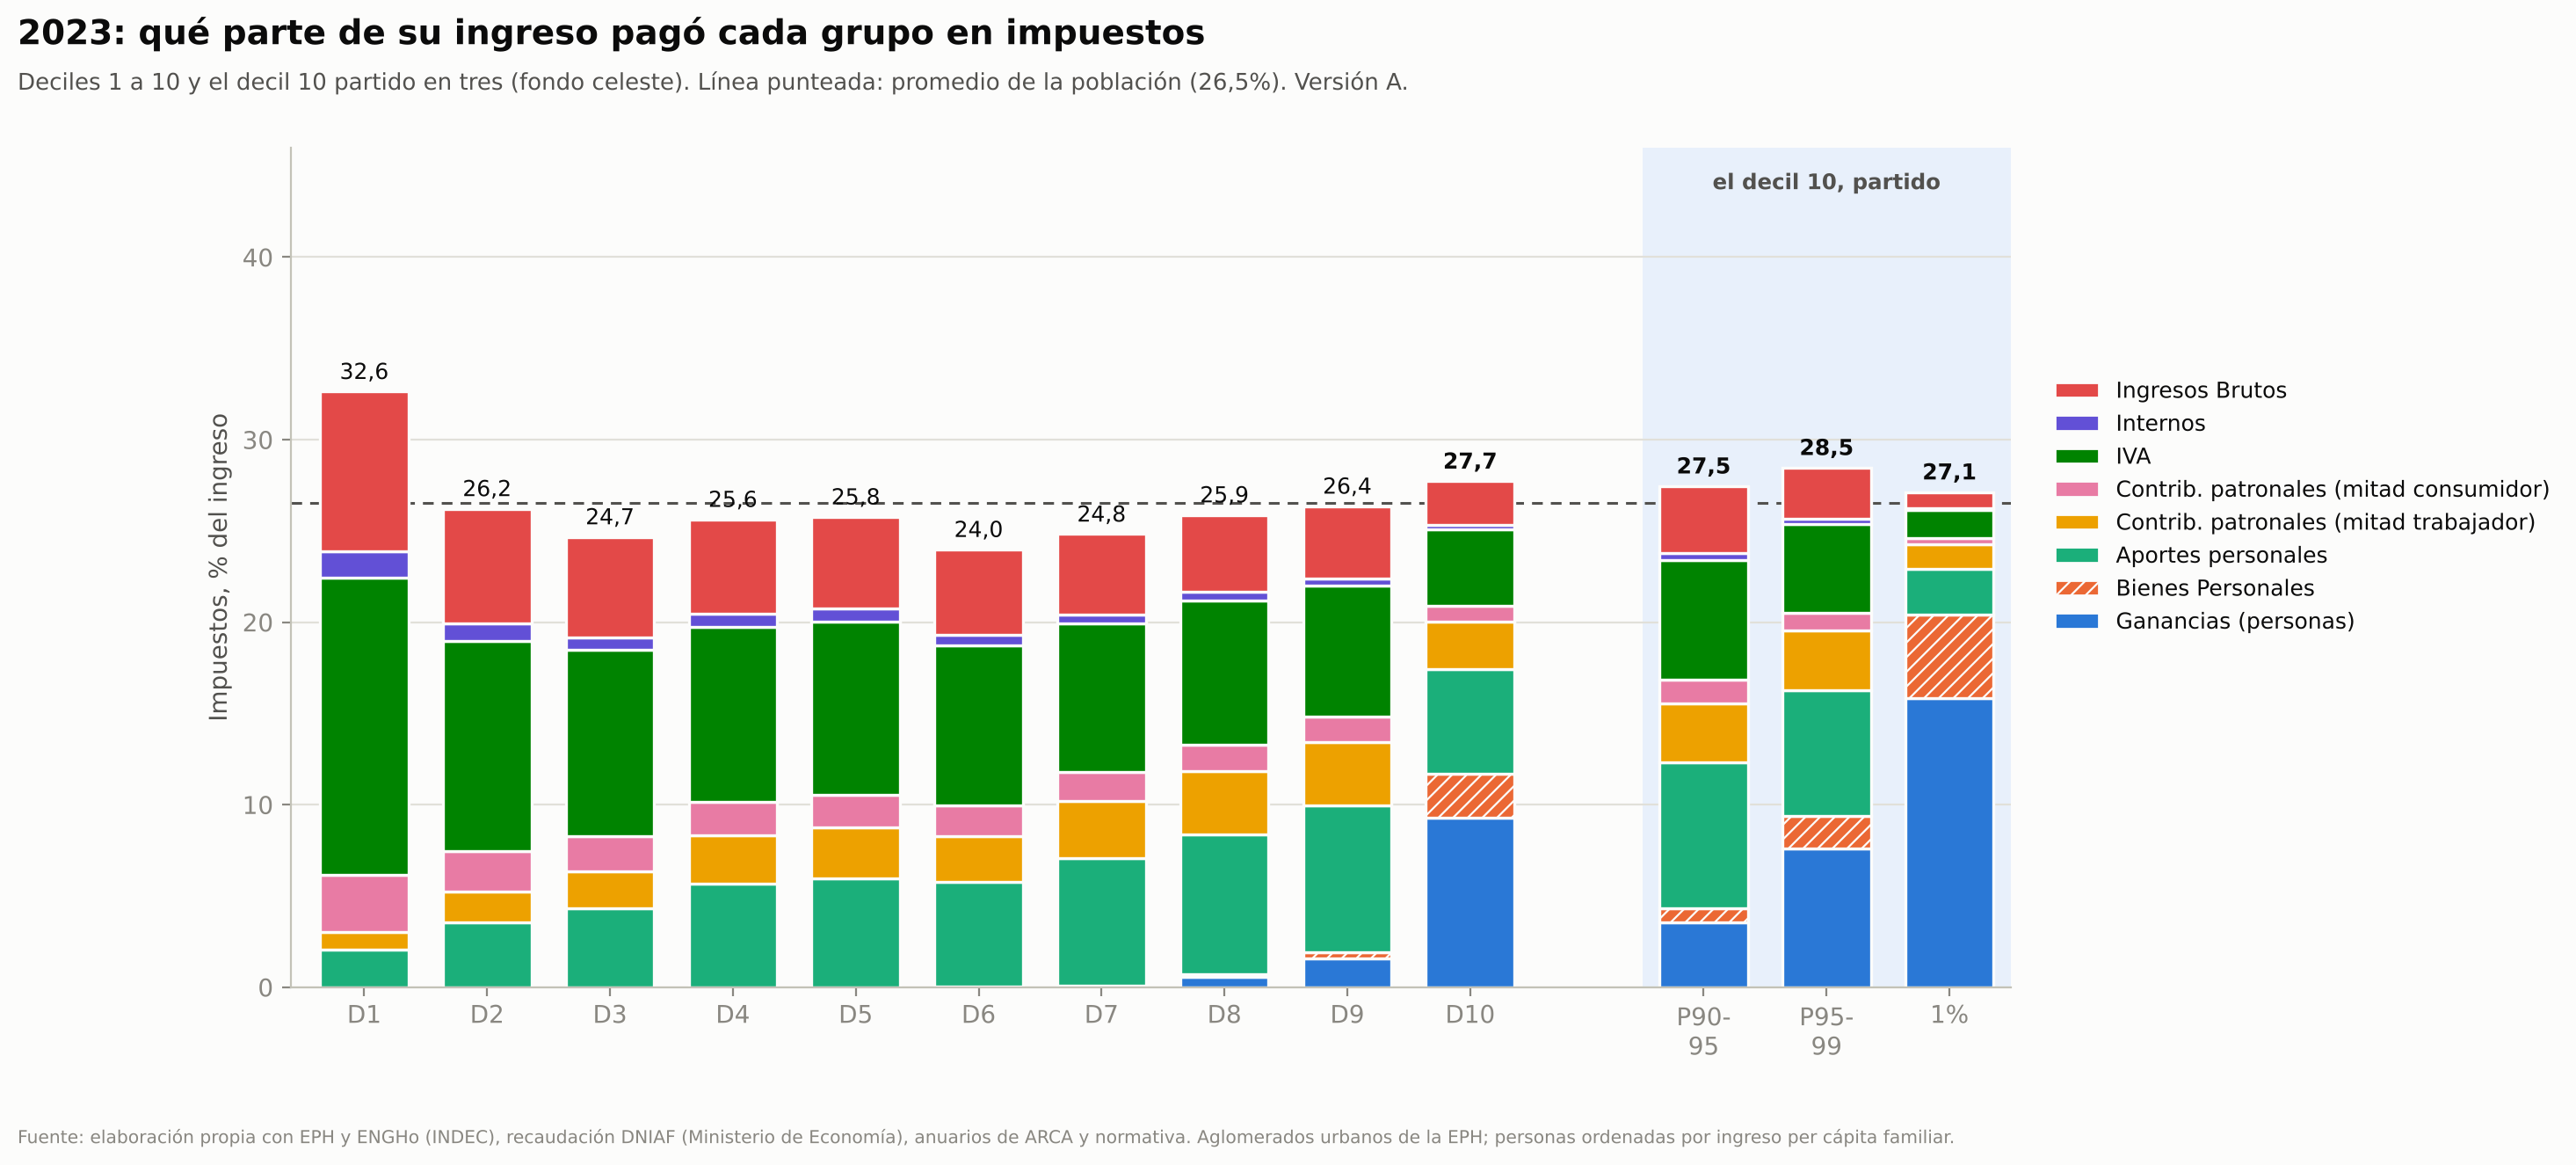 2023: qué parte de su ingreso pagó cada grupo en impuestos
Deciles 1 a 10 y el decil 10 partido en tres (fondo celeste). Línea punteada: promedio de la población (26,5%). Versión A.
el decil 10, partido
Impuestos, % del ingreso
40
30
20
10
0
32,6
26,2
24,7
25,6
25,8
24,0
24,8
25,9
26,4
27,7
27,5
28,5
27,1
D1
D2
D3
D4
D5
D6
D7
D8
D9
D10
P90-
95
P95-
99
1%
Ingresos Brutos
Internos
IVA
Contrib. patronales (mitad consumidor)
Contrib. patronales (mitad trabajador)
Aportes personales
Bienes Personales
Ganancias (personas)
Fuente: elaboración propia con EPH y ENGHo (INDEC), recaudación DNIAF (Ministerio de Economía), anuarios de ARCA y normativa. Aglomerados urbanos de la EPH; personas ordenadas por ingreso per cápita familiar.